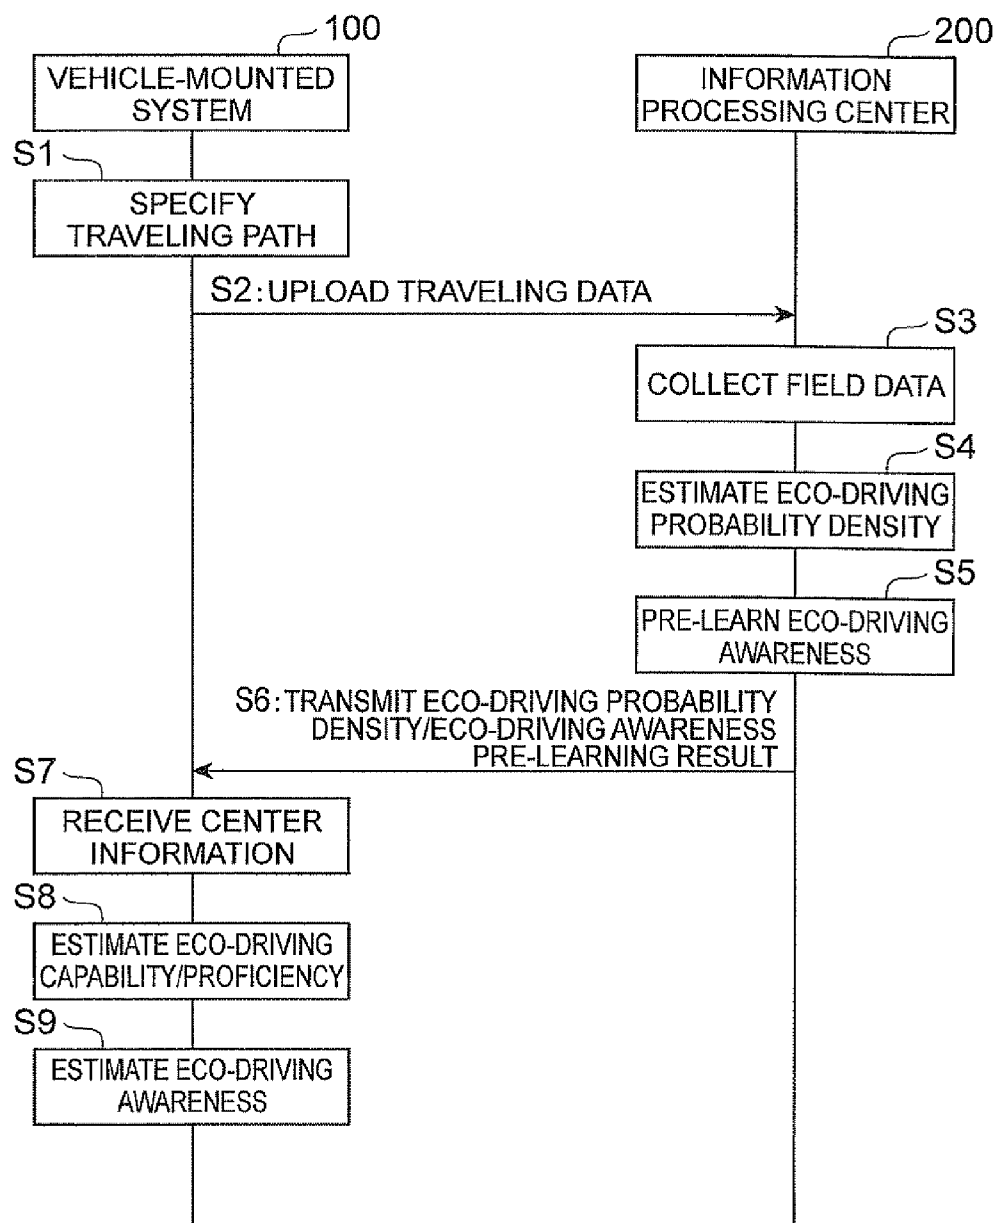 100
VEHICLE-MOUNTED
SYSTEM
200
INFORMATION
PROCESSING CENTER
S1
SPECIFY
TRAVELING PATH
S2: UPLOAD TRAVELING DATA
S3
COLLECT FIELD DATA
S4
ESTIMATE ECO-DRIVING
PROBABILITY DENSITY
S5
PRE-LEARN ECO-DRIVING
AWARENESS
S6: TRANSMIT ECO-DRIVING PROBABILITY
DENSITY/ECO-DRIVING AWARENESS
PRE-LEARNING RESULT
S7
RECEIVE CENTER
INFORMATION
S8
ESTIMATE ECO-DRIVING
CAPABILITY/PROFICIENCY
S9
ESTIMATE ECO-DRIVING
AWARENESS